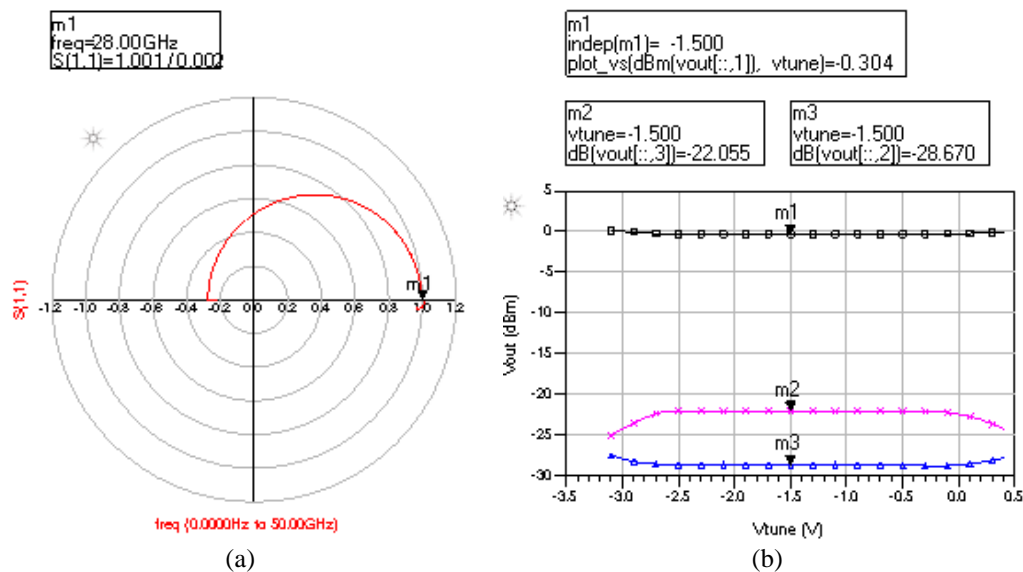 m1
freq=28.00GHz
S(1,1)=1.001/0.002
S(1,1)
m1
-1.2 -1.0 -0.8 -0.6 -0.4 -0.2 0.0 0.2 0.4 0.6 0.8 1.0 1.2
freq (0.0000Hz to 50.00GHz)
(a)
m1
indep(m1)= -1.500
plot_vs(dBm(vout[::,1]), vtune)=-0.304
m2
vtune=-1.500
dB(vout[::,3])=-22.055
m3
vtune=-1.500
dB(vout[::,2])=-28.670
Vout (dBm)
5
0
-5
-10
-15
-20
-25
-30
m1
m2
m3
-3.5 -3.0 -2.5 -2.0 -1.5 -1.0 -0.5 0.0 0.5
Vtune (V)
(b)